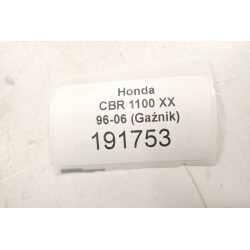 Honda
CBR 1100 XX
96-06 (Gaźnik)
191753